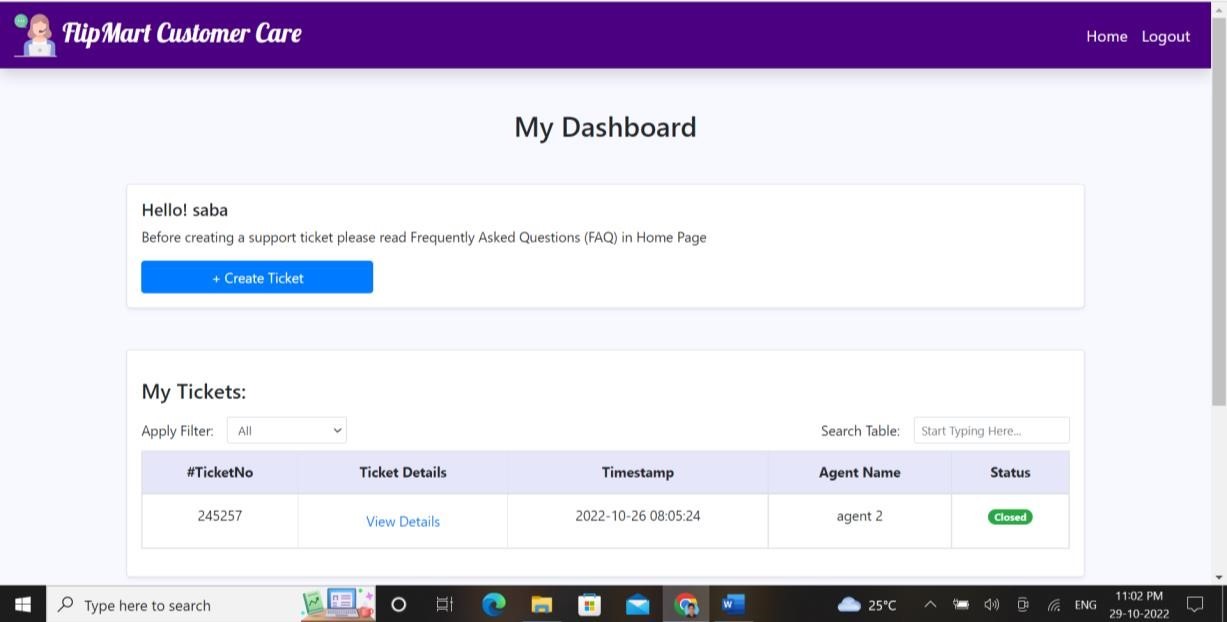 FlipMart Customer Care
Home Logout
My Dashboard
Hello! saba
Before creating a support ticket please read Frequently Asked Questions (FAQ) in Home Page
+ Create Ticket
My Tickets:
Apply Filter: All Search Table: Start Typing Here...
#TicketNo Ticket Details Timestamp Agent Name Status
245257 View Details 2022-10-26 08:05:24 agent 2 Closed
Type here to search 25°C ENG 11:02 PM
29-10-2022